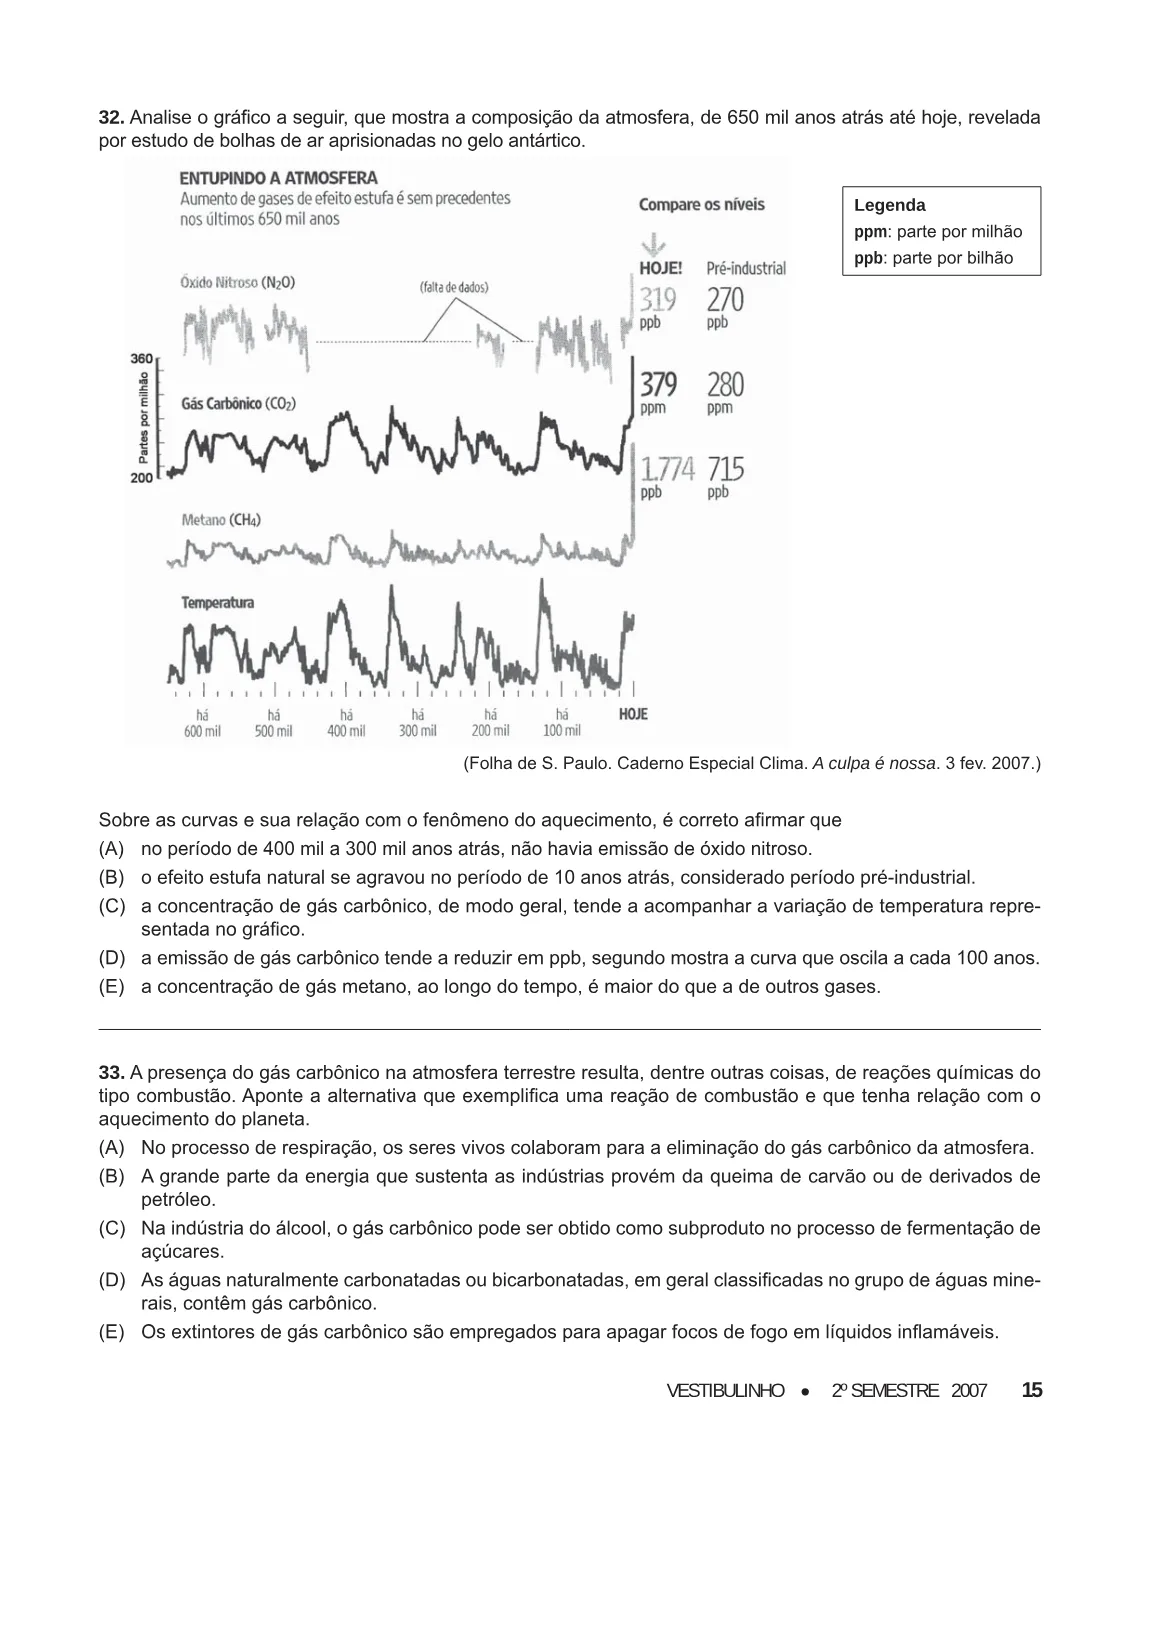 32. Analise o gráfico a seguir, que mostra a composição da atmosfera, de 650 mil anos atrás até hoje, revelada
por estudo de bolhas de ar aprisionadas no gelo antártico.
ENTUPINDO A ATMOSFERA
Aumento de gases de efeito estufa é sem precedentes
nos últimos 650 mil anos
Compare os níveis
HOJE! Pré-industrial
319 270
ppb ppb
379 280
ppm ppm
1.774 715
ppb ppb
Legenda
ppm: parte por milhão
ppb: parte por bilhão
Óxido Nitroso (N2O)
(falta de dados)
360
Partes por milhão
200
Gás Carbônico (CO2)
Metano (CH4)
Temperatura
há há há há há há HOJE
600 mil 500 mil 400 mil 300 mil 200 mil 100 mil
(Folha de S. Paulo. Caderno Especial Clima. A culpa é nossa. 3 fev. 2007.)
Sobre as curvas e sua relação com o fenômeno do aquecimento, é correto afirmar que
(A) no período de 400 mil a 300 mil anos atrás, não havia emissão de óxido nitroso.
(B) o efeito estufa natural se agravou no período de 10 anos atrás, considerado período pré-industrial.
(C) a concentração de gás carbônico, de modo geral, tende a acompanhar a variação de temperatura repre-
sentada no gráfico.
(D) a emissão de gás carbônico tende a reduzir em ppb, segundo mostra a curva que oscila a cada 100 anos.
(E) a concentração de gás metano, ao longo do tempo, é maior do que a de outros gases.
33. A presença do gás carbônico na atmosfera terrestre resulta, dentre outras coisas, de reações químicas do
tipo combustão. Aponte a alternativa que exemplifica uma reação de combustão e que tenha relação com o
aquecimento do planeta.
(A) No processo de respiração, os seres vivos colaboram para a eliminação do gás carbônico da atmosfera.
(B) A grande parte da energia que sustenta as indústrias provém da queima de carvão ou de derivados de
petróleo.
(C) Na indústria do álcool, o gás carbônico pode ser obtido como subproduto no processo de fermentação de
açúcares.
(D) As águas naturalmente carbonatadas ou bicarbonatadas, em geral classificadas no grupo de águas mine-
rais, contêm gás carbônico.
(E) Os extintores de gás carbônico são empregados para apagar focos de fogo em líquidos inflamáveis.
VESTIBULINHO • 2º SEMESTRE 2007 15